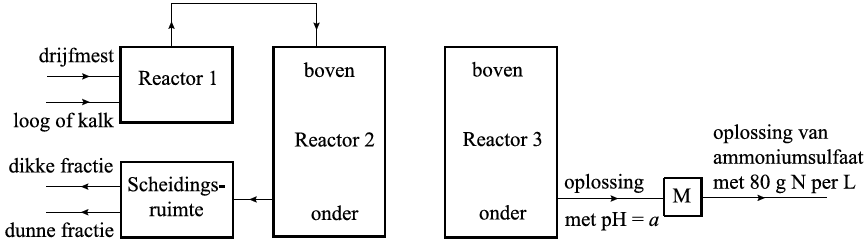 drijfmest
Reactor 1
loog of kalk
dikke fractie
Scheidings-
ruimte
dunne fractie
boven
Reactor 2
onder
boven
Reactor 3
onder
oplossing
met pH = a
M
oplossing van
ammoniumsulfaat
met 80 g N per L